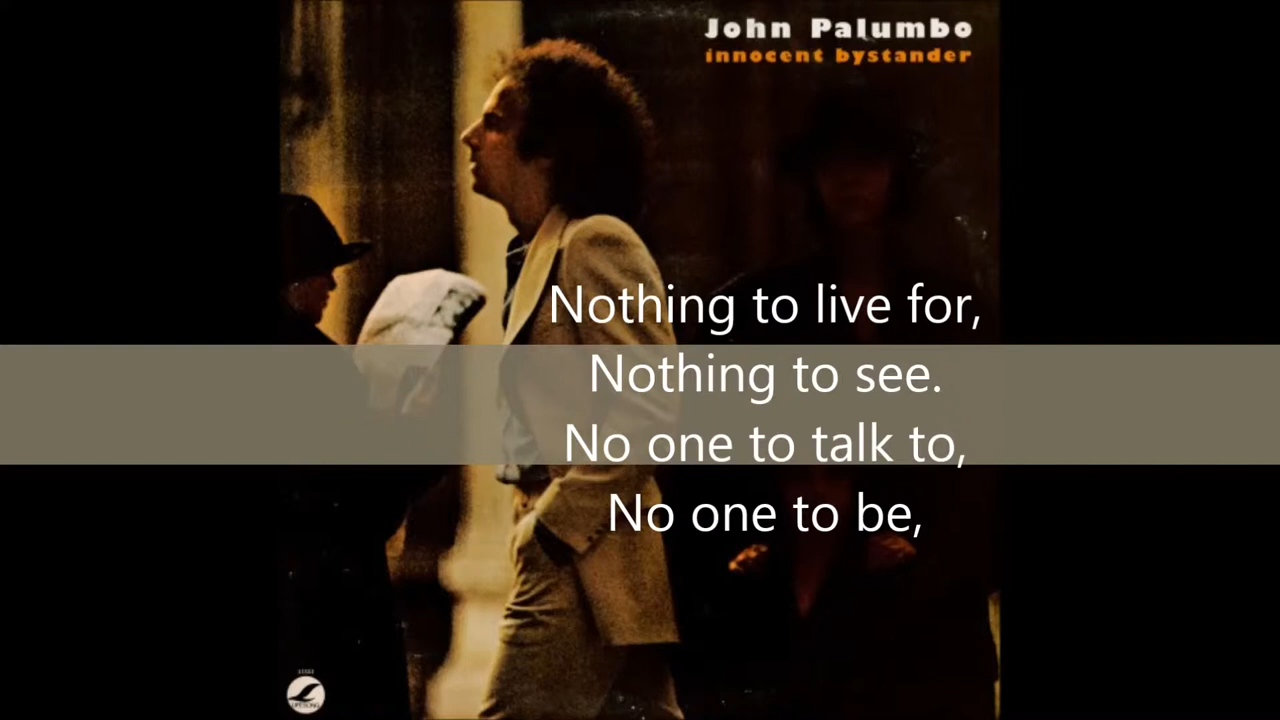 John Palumbo
innocent bystander
Nothing to live for,
Nothing to see.
No one to talk to,
No one to be,
LIFESONG